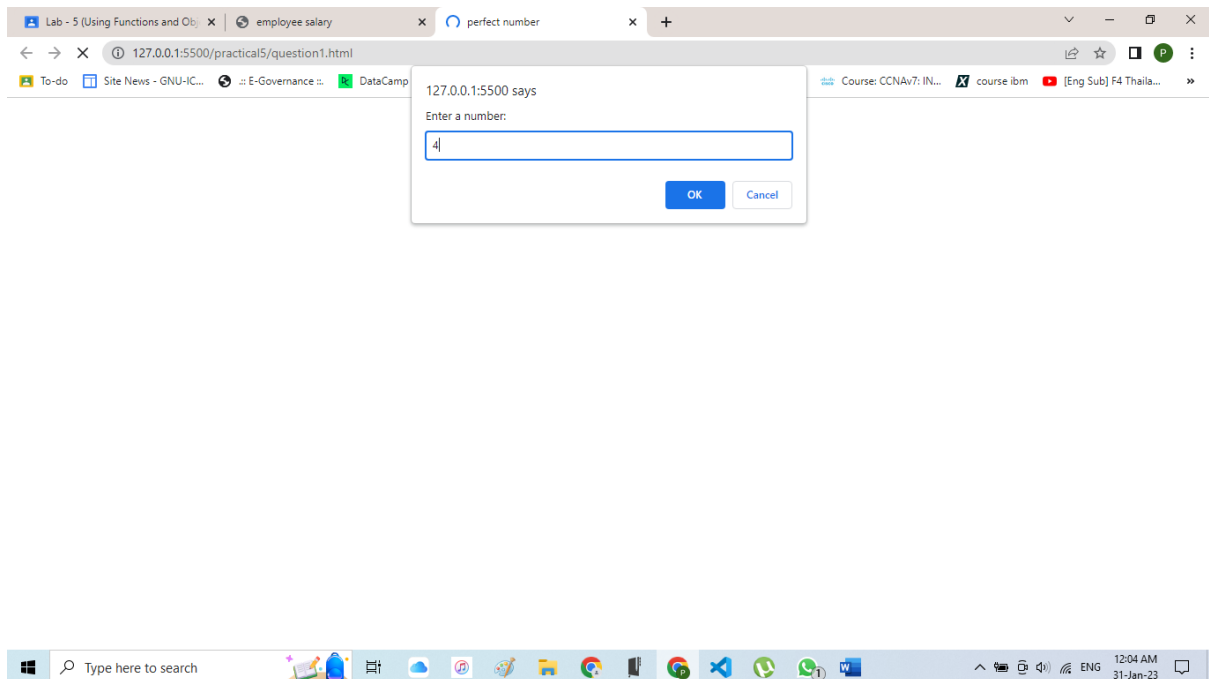 Lab - 5 (Using Functions and Obj
employee salary
perfect number
127.0.0.1:5500/practical5/question1.html
P
To-do
Site News - GNU-IC...
.:: E-Governance ::.
DataCamp
Course: CCNAv7: IN...
course ibm
[Eng Sub] F4 Thaila...
»
127.0.0.1:5500 says
Enter a number:
4
OK
Cancel
Type here to search
ENG
12:04 AM
31-Jan-23